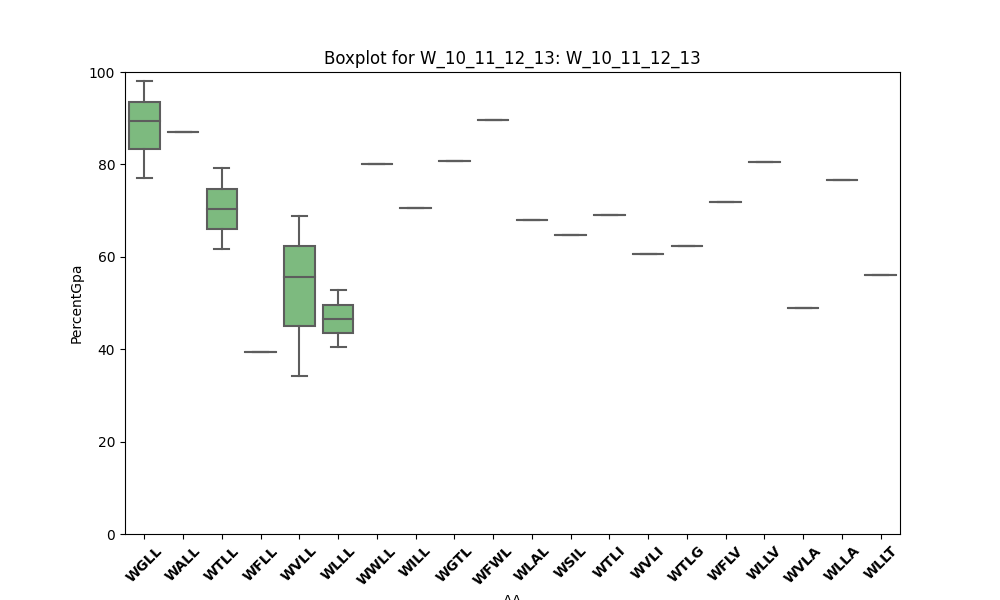 Boxplot for W_10_11_12_13: W_10_11_12_13
PercentGpa
100
80
60
40
20
0
WGLL
WALL
WTLL
WFLL
WVLL
WLLL
WWLL
WILL
WGTL
WFWL
WLAL
WSIL
WTLI
WVLI
WTLG
WFLV
WLLV
WVLA
WLLA
WLLT
AA